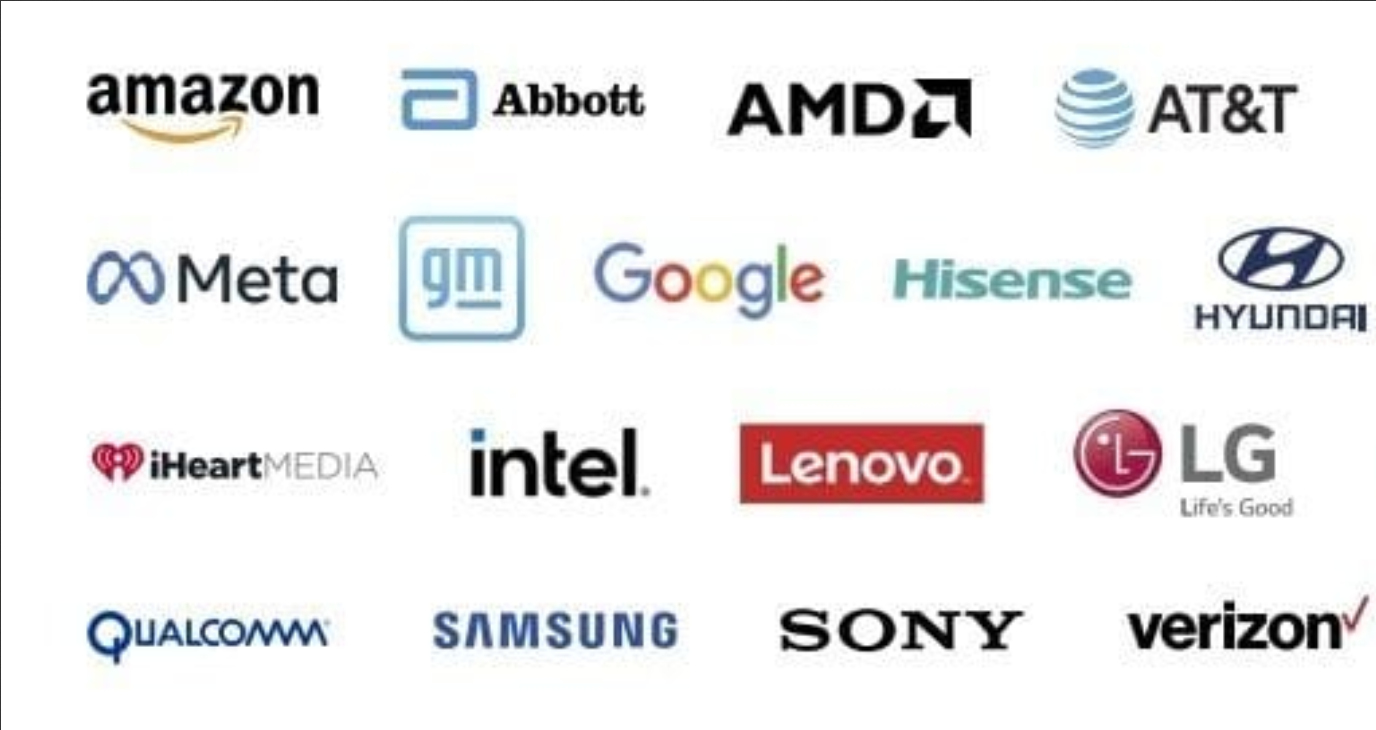 amazon Abbott AMD AT&T
Meta gm Google Hisense HYUNDAI
iHeartMEDIA intel. Lenovo LG
Life's Good
QUALCOMM SAMSUNG SONY verizon